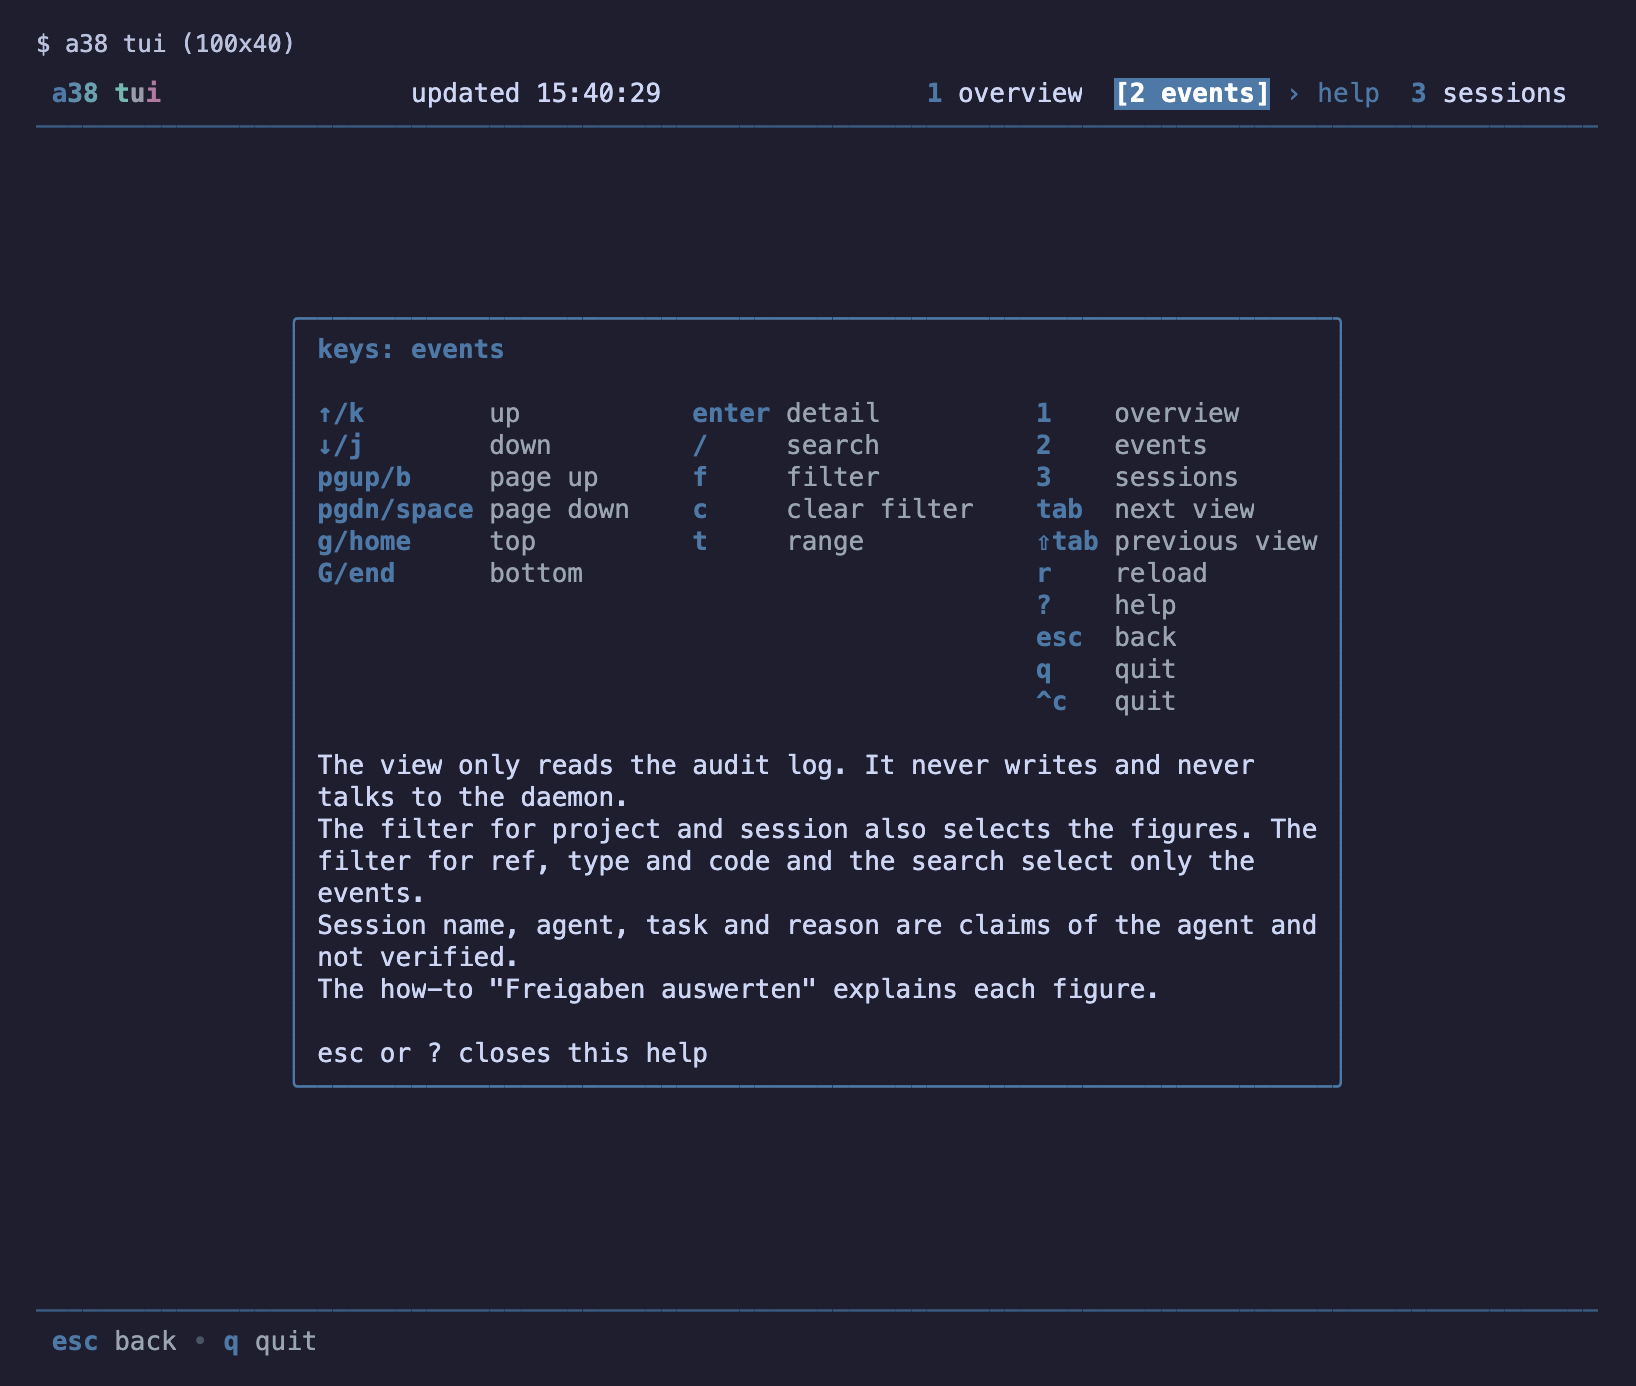 $ a38 tui (100x40)
a38 tui updated 15:40:29 1 overview [2 events] › help 3 sessions
keys: events
↑/k up enter detail 1 overview
↓/j down / search 2 events
pgup/b page up f filter 3 sessions
pgdn/space page down c clear filter tab next view
g/home top t range ⇧tab previous view
G/end bottom r reload
? help
esc back
q quit
^c quit
The view only reads the audit log. It never writes and never
talks to the daemon.
The filter for project and session also selects the figures. The
filter for ref, type and code and the search select only the
events.
Session name, agent, task and reason are claims of the agent and
not verified.
The how-to "Freigaben auswerten" explains each figure.
esc or ? closes this help
esc back • q quit